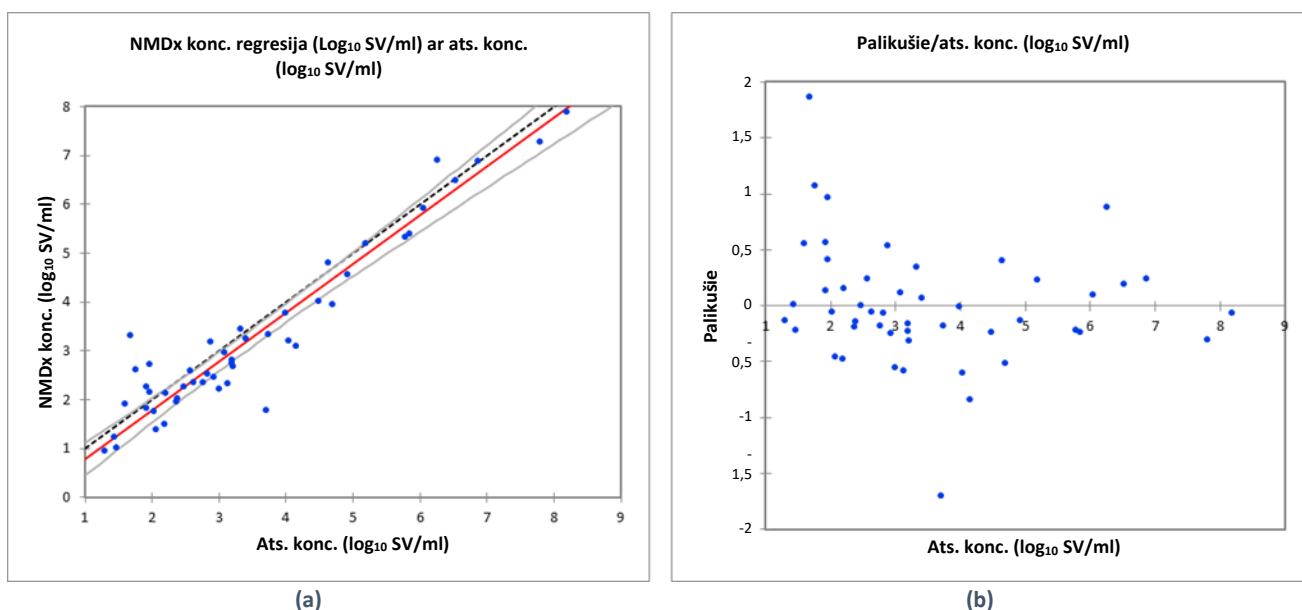 NMDx konc. regresija (Log₁₀ SV/ml) ar ats. konc.
(log₁₀ SV/ml)
NMDx konc. (log₁₀ SV/ml)
8
7
6
5
4
3
2
1
0
1 2 3 4 5 6 7 8 9
Ats. konc. (log₁₀ SV/ml)
(a)
Palikušie/ats. konc. (log₁₀ SV/ml)
Palikušie
2
1,5
1
0,5
0
1 2 3 4 5 6 7 8 9
-
0,5
-1
-
1,5
-2
Ats. konc. (log₁₀ SV/ml)
(b)